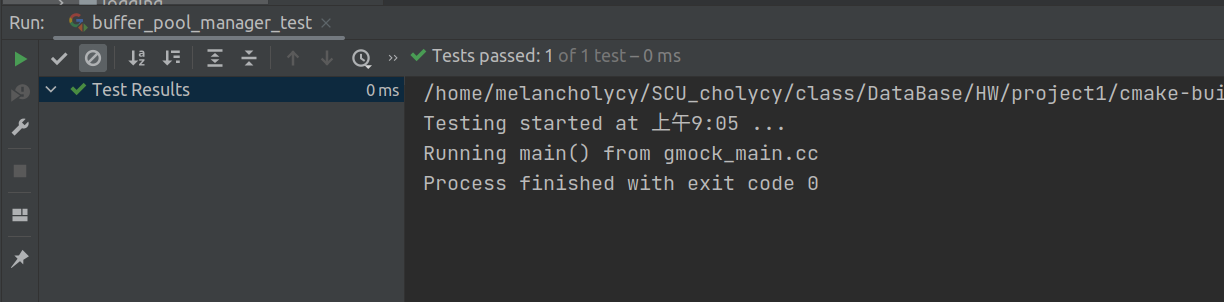 logging
Run: buffer_pool_manager_test
Tests passed: 1 of 1 test – 0 ms
Test Results 0 ms
/home/melancholycy/SCU_cholycy/class/DataBase/HW/project1/cmake-bui
Testing started at 上午9:05 ...
Running main() from gmock_main.cc
Process finished with exit code 0